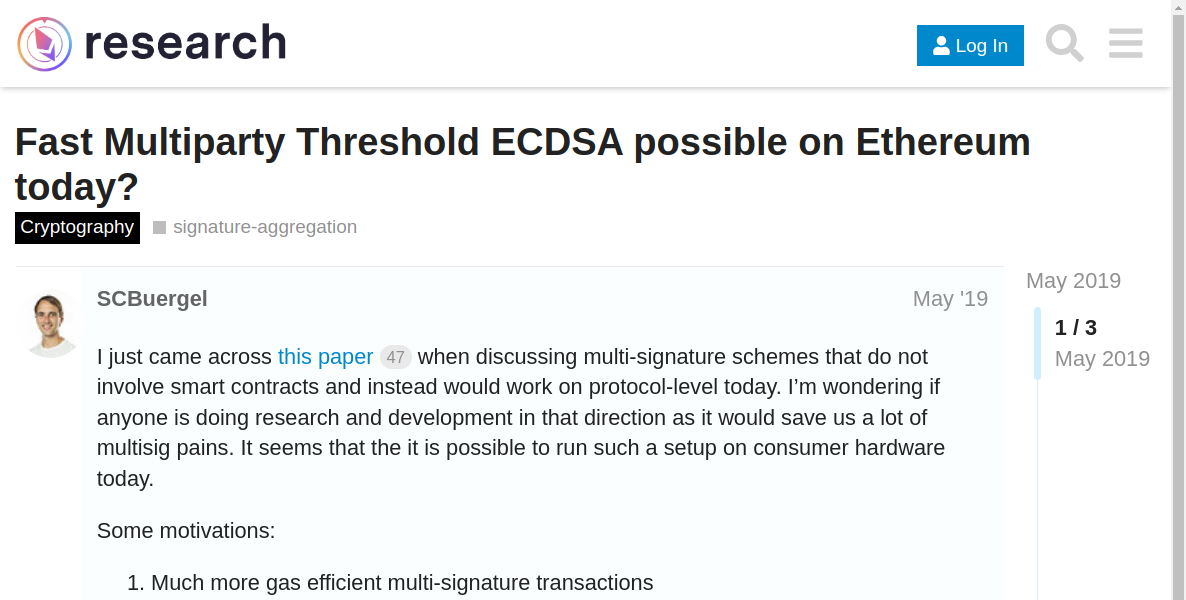 research
Log In
Fast Multiparty Threshold ECDSA possible on Ethereum
today?
Cryptography
signature-aggregation
SCBuergel
May '19
May 2019
1 / 3
May 2019
I just came across this paper 47 when discussing multi-signature schemes that do not
involve smart contracts and instead would work on protocol-level today. I’m wondering if
anyone is doing research and development in that direction as it would save us a lot of
multisig pains. It seems that the it is possible to run such a setup on consumer hardware
today.
Some motivations:
1. Much more gas efficient multi-signature transactions